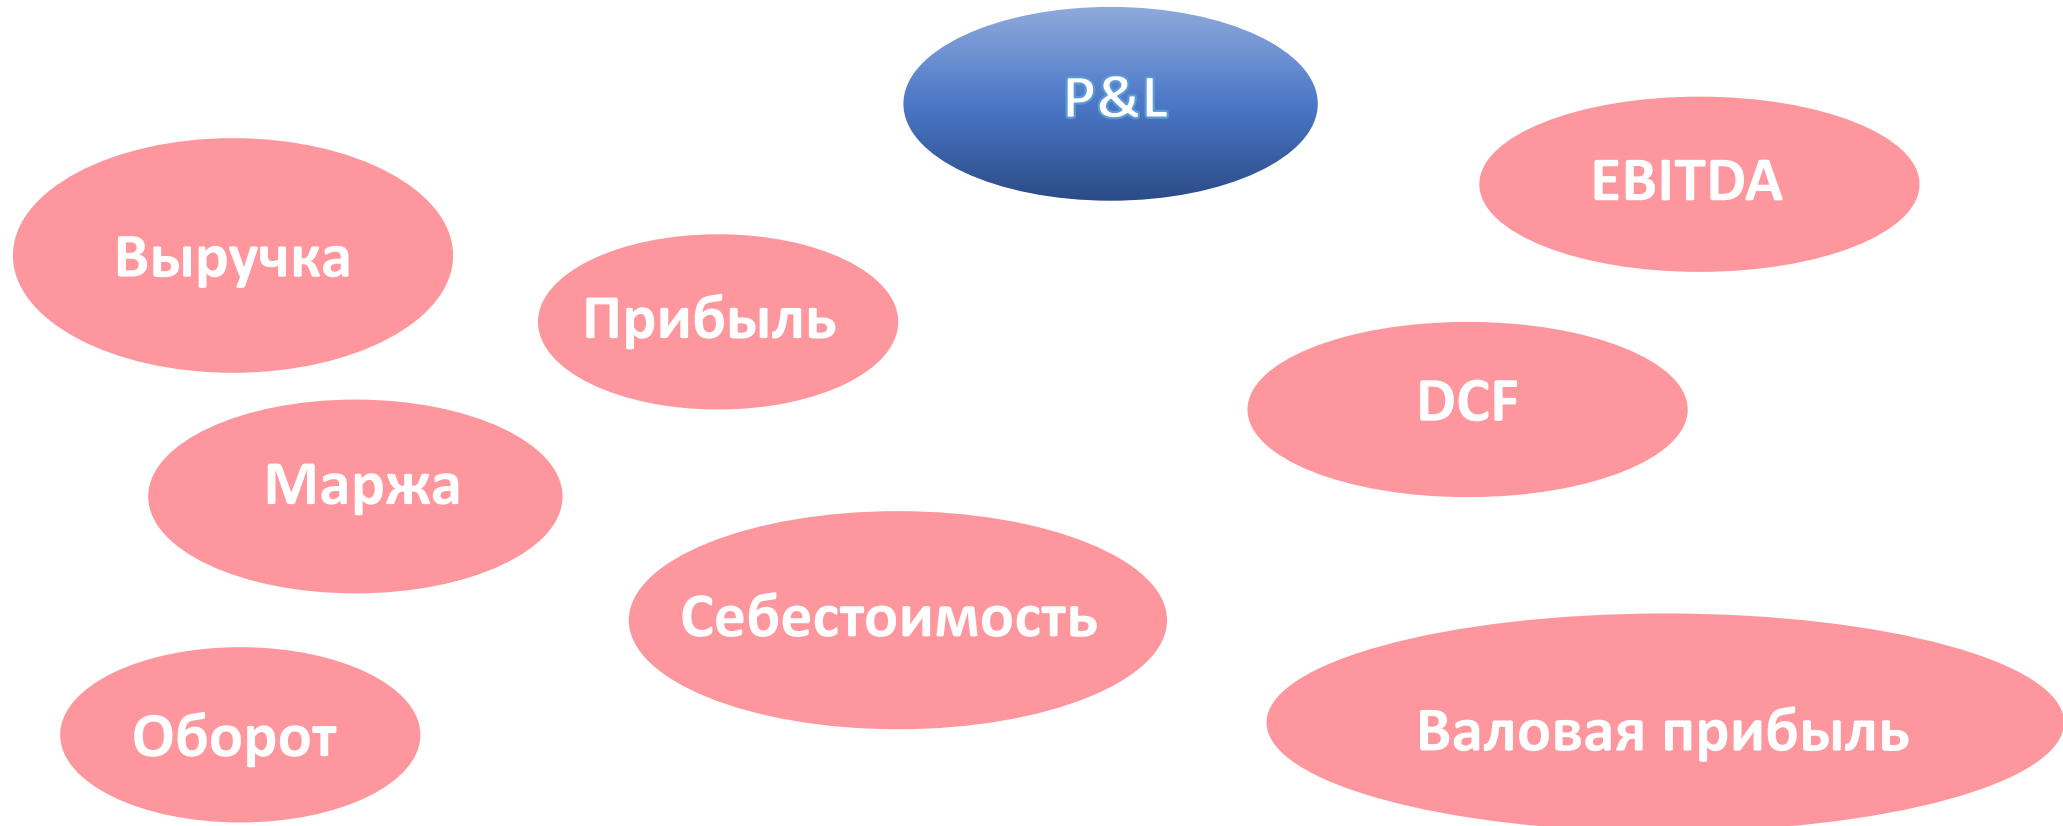 P&L
EBITDA
Выручка
Прибыль
DCF
Маржа
Себестоимость
Оборот
Валовая прибыль